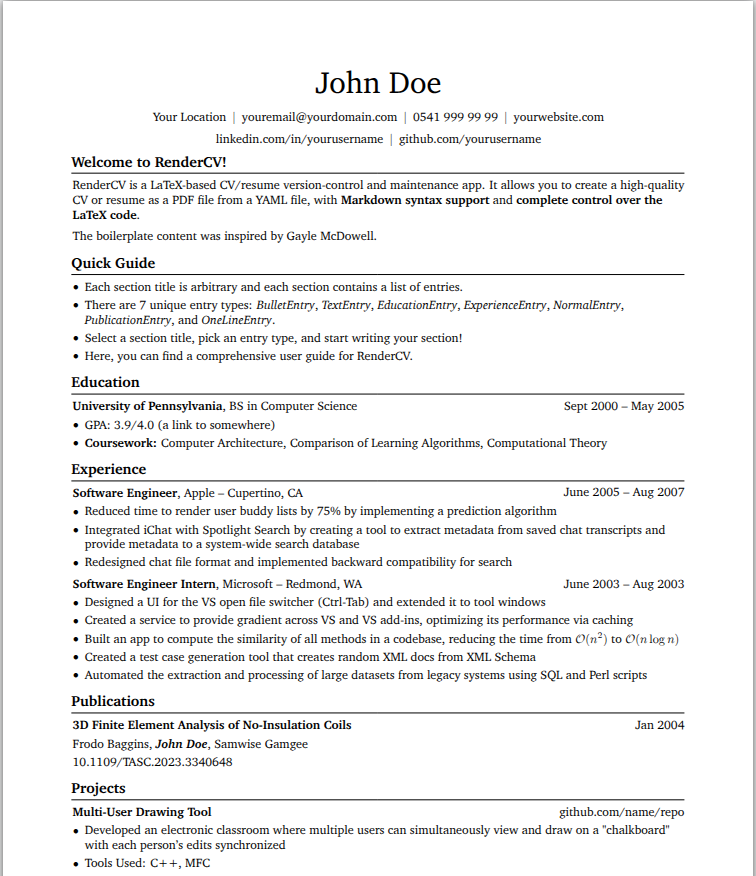 John Doe
Your Location | youremail@yourdomain.com | 0541 999 99 99 | yourwebsite.com
linkedin.com/in/yourusername | github.com/yourusername
Welcome to RenderCV!
RenderCV is a LaTeX-based CV/resume version-control and maintenance app. It allows you to create a high-quality
CV or resume as a PDF file from a YAML file, with Markdown syntax support and complete control over the
LaTeX code.
The boilerplate content was inspired by Gayle McDowell.
Quick Guide
• Each section title is arbitrary and each section contains a list of entries.
• There are 7 unique entry types: BulletEntry, TextEntry, EducationEntry, ExperienceEntry, NormalEntry,
PublicationEntry, and OneLineEntry.
• Select a section title, pick an entry type, and start writing your section!
• Here, you can find a comprehensive user guide for RenderCV.
Education
University of Pennsylvania, BS in Computer Science Sept 2000 – May 2005
• GPA: 3.9/4.0 (a link to somewhere)
• Coursework: Computer Architecture, Comparison of Learning Algorithms, Computational Theory
Experience
Software Engineer, Apple – Cupertino, CA June 2005 – Aug 2007
• Reduced time to render user buddy lists by 75% by implementing a prediction algorithm
• Integrated iChat with Spotlight Search by creating a tool to extract metadata from saved chat transcripts and
provide metadata to a system-wide search database
• Redesigned chat file format and implemented backward compatibility for search
Software Engineer Intern, Microsoft – Redmond, WA June 2003 – Aug 2003
• Designed a UI for the VS open file switcher (Ctrl-Tab) and extended it to tool windows
• Created a service to provide gradient across VS and VS add-ins, optimizing its performance via caching
• Built an app to compute the similarity of all methods in a codebase, reducing the time from 𝒪(n²) to 𝒪(n log n)
• Created a test case generation tool that creates random XML docs from XML Schema
• Automated the extraction and processing of large datasets from legacy systems using SQL and Perl scripts
Publications
3D Finite Element Analysis of No-Insulation Coils Jan 2004
Frodo Baggins, John Doe, Samwise Gamgee
10.1109/TASC.2023.3340648
Projects
Multi-User Drawing Tool github.com/name/repo
• Developed an electronic classroom where multiple users can simultaneously view and draw on a "chalkboard"
with each person's edits synchronized
• Tools Used: C++, MFC